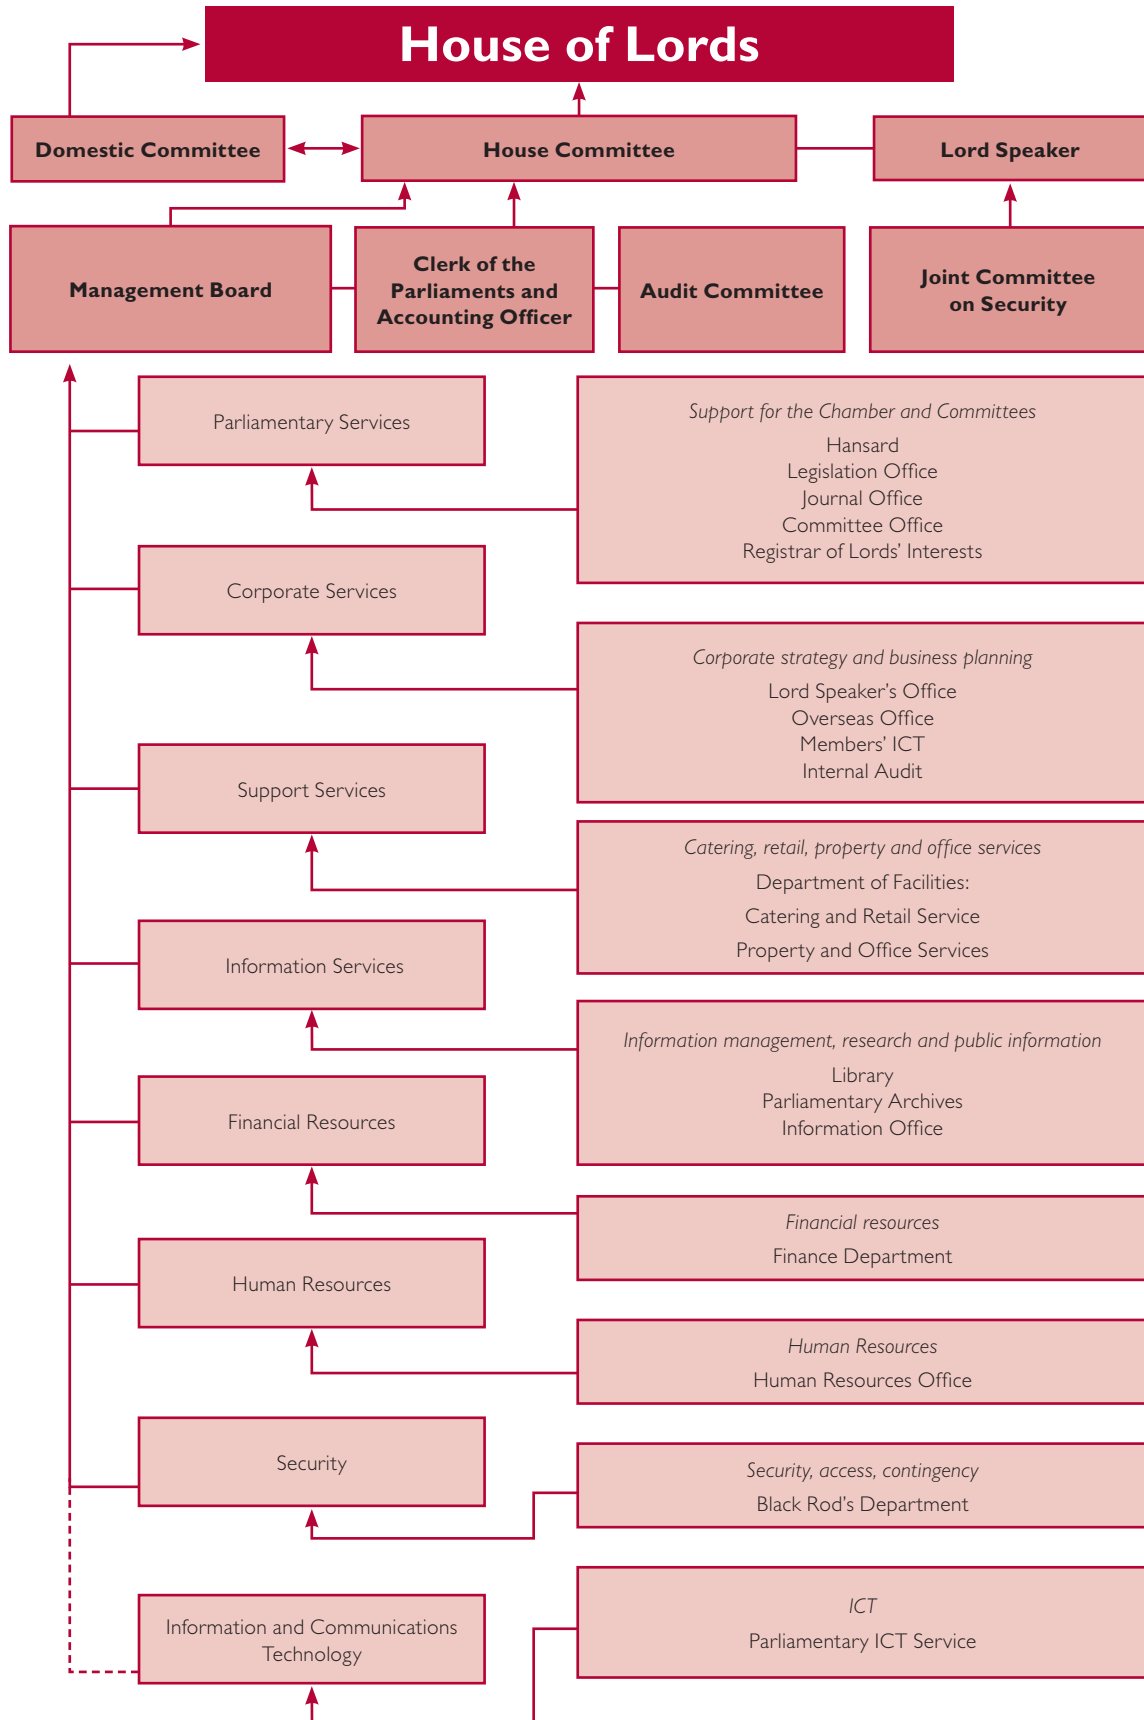 House of Lords
Domestic Committee
House Committee
Lord Speaker
Management Board
Clerk of the
Parliaments and
Accounting Officer
Audit Committee
Joint Committee
on Security
Parliamentary Services
Support for the Chamber and Committees
Hansard
Legislation Office
Journal Office
Committee Office
Registrar of Lords’ Interests
Corporate Services
Corporate strategy and business planning
Lord Speaker’s Office
Overseas Office
Members’ ICT
Internal Audit
Support Services
Catering, retail, property and office services
Department of Facilities:
Catering and Retail Service
Property and Office Services
Information Services
Information management, research and public information
Library
Parliamentary Archives
Information Office
Financial Resources
Financial resources
Finance Department
Human Resources
Human Resources
Human Resources Office
Security
Security, access, contingency
Black Rod’s Department
Information and Communications
Technology
ICT
Parliamentary ICT Service